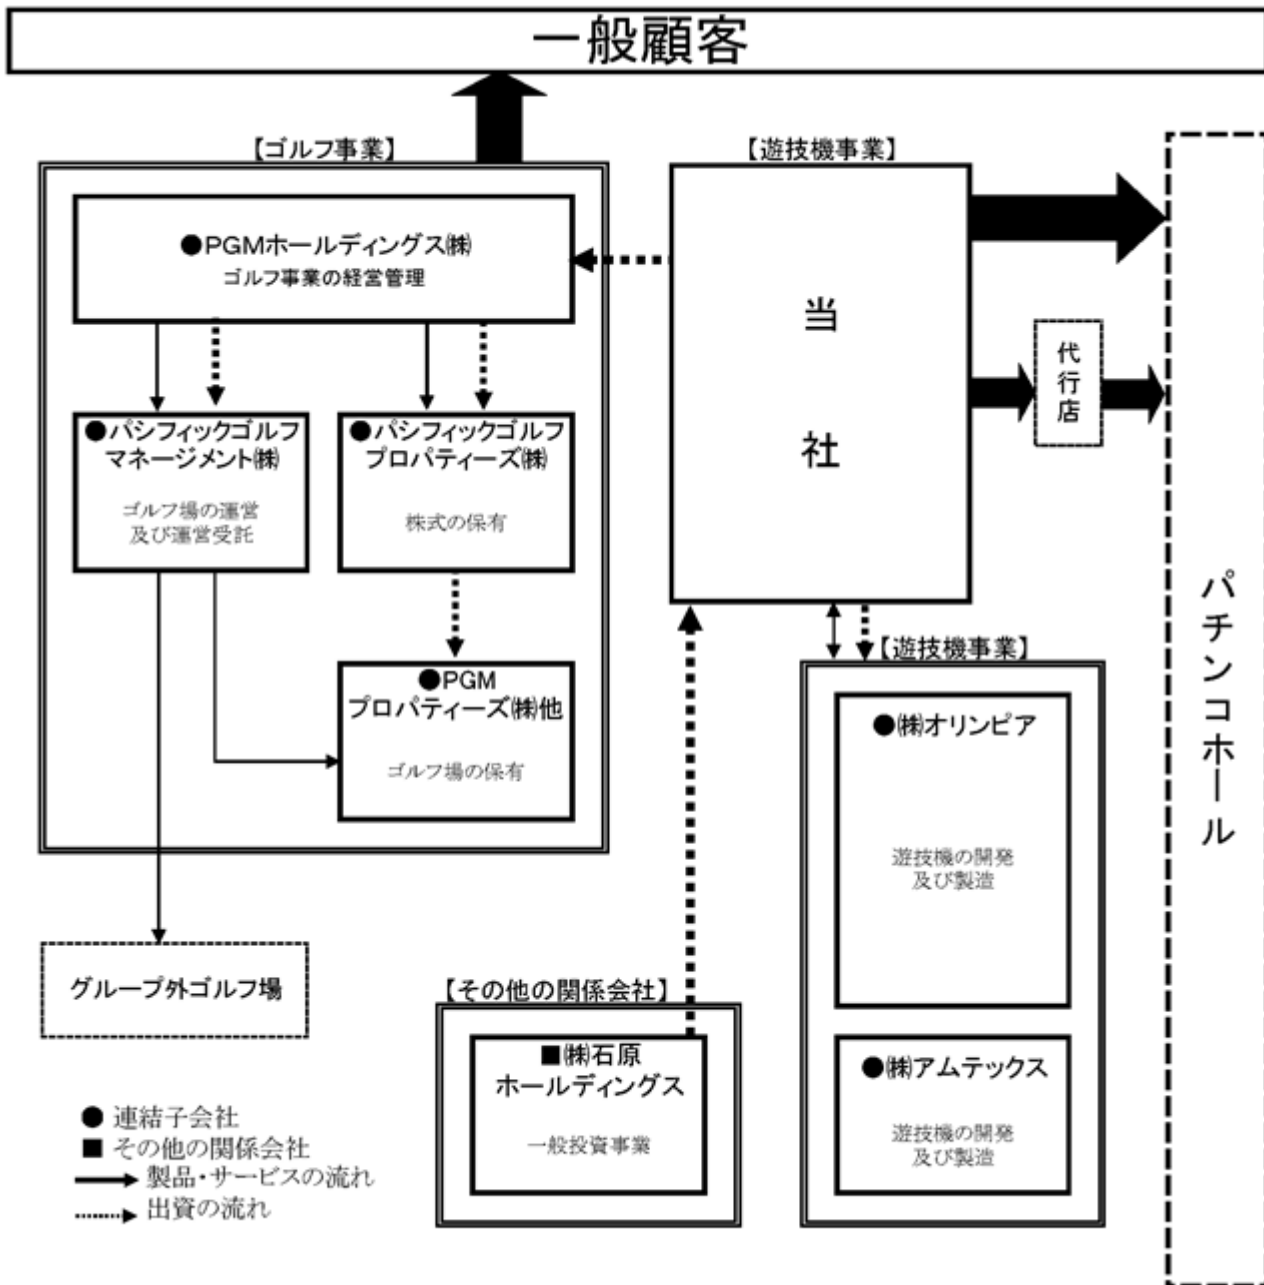 一般顧客
【ゴルフ事業】
●PGMホールディングス㈱
ゴルフ事業の経営管理
●パシフィックゴルフ
マネージメント㈱
ゴルフ場の運営
及び運営受託
●パシフィックゴルフ
プロパティーズ㈱
株式の保有
●PGM
プロパティーズ㈱他
ゴルフ場の保有
グループ外ゴルフ場
【遊技機事業】
当社
代行店
パチンコホール
【遊技機事業】
●㈱オリンピア
遊技機の開発
及び製造
●㈱アムテックス
遊技機の開発
及び製造
【その他の関係会社】
■㈱石原
ホールディングス
一般投資事業
● 連結子会社
■ その他の関係会社
製品・サービスの流れ
出資の流れ